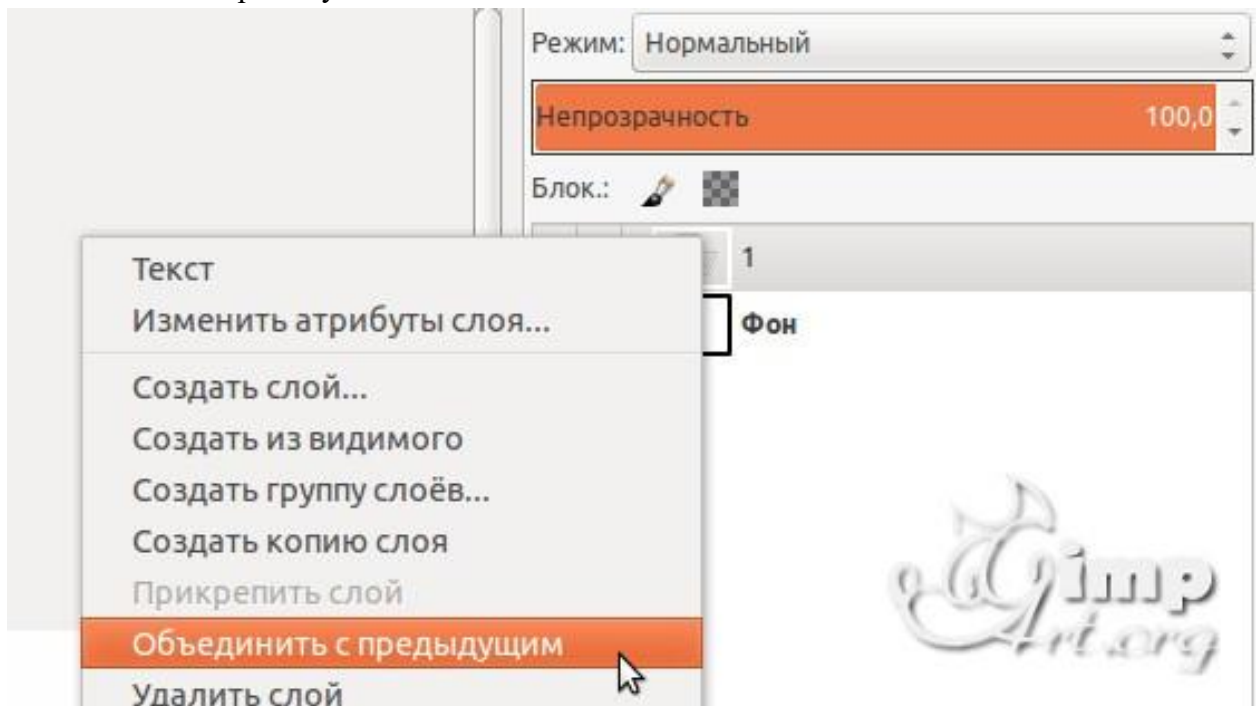 Режим: Нормальный
Непрозрачность 100,0
Блок.:
1
Фон
Текст
Изменить атрибуты слоя...
Создать слой...
Создать из видимого
Создать группу слоёв...
Создать копию слоя
Прикрепить слой
Объединить с предыдущим
Удалить слой
Gimp
Art.org